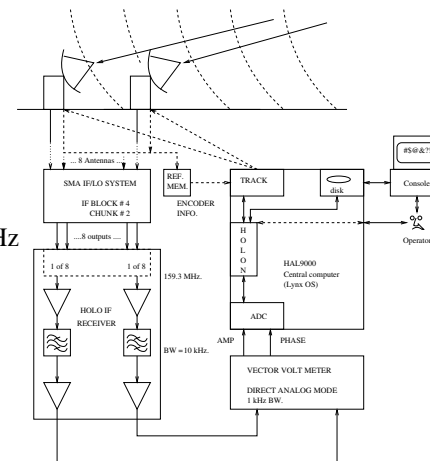 ... 8 Antennas ...
SMA IF/LO SYSTEM
IF BLOCK # 4
CHUNK # 2
REF.
MEM.
ENCODER
INFO.
TRACK
disk
#$@&?!
Console
Operator
Hz
....8 outputs ....
1 of 8
1 of 8
159.3 MHz.
HOLO IF
RECEIVER
BW = 10 kHz.
H
O
L
O
N
HAL9000
Central computer
(Lynx OS)
ADC
AMP
PHASE
VECTOR VOLT METER
DIRECT ANALOG MODE
1 kHz BW.